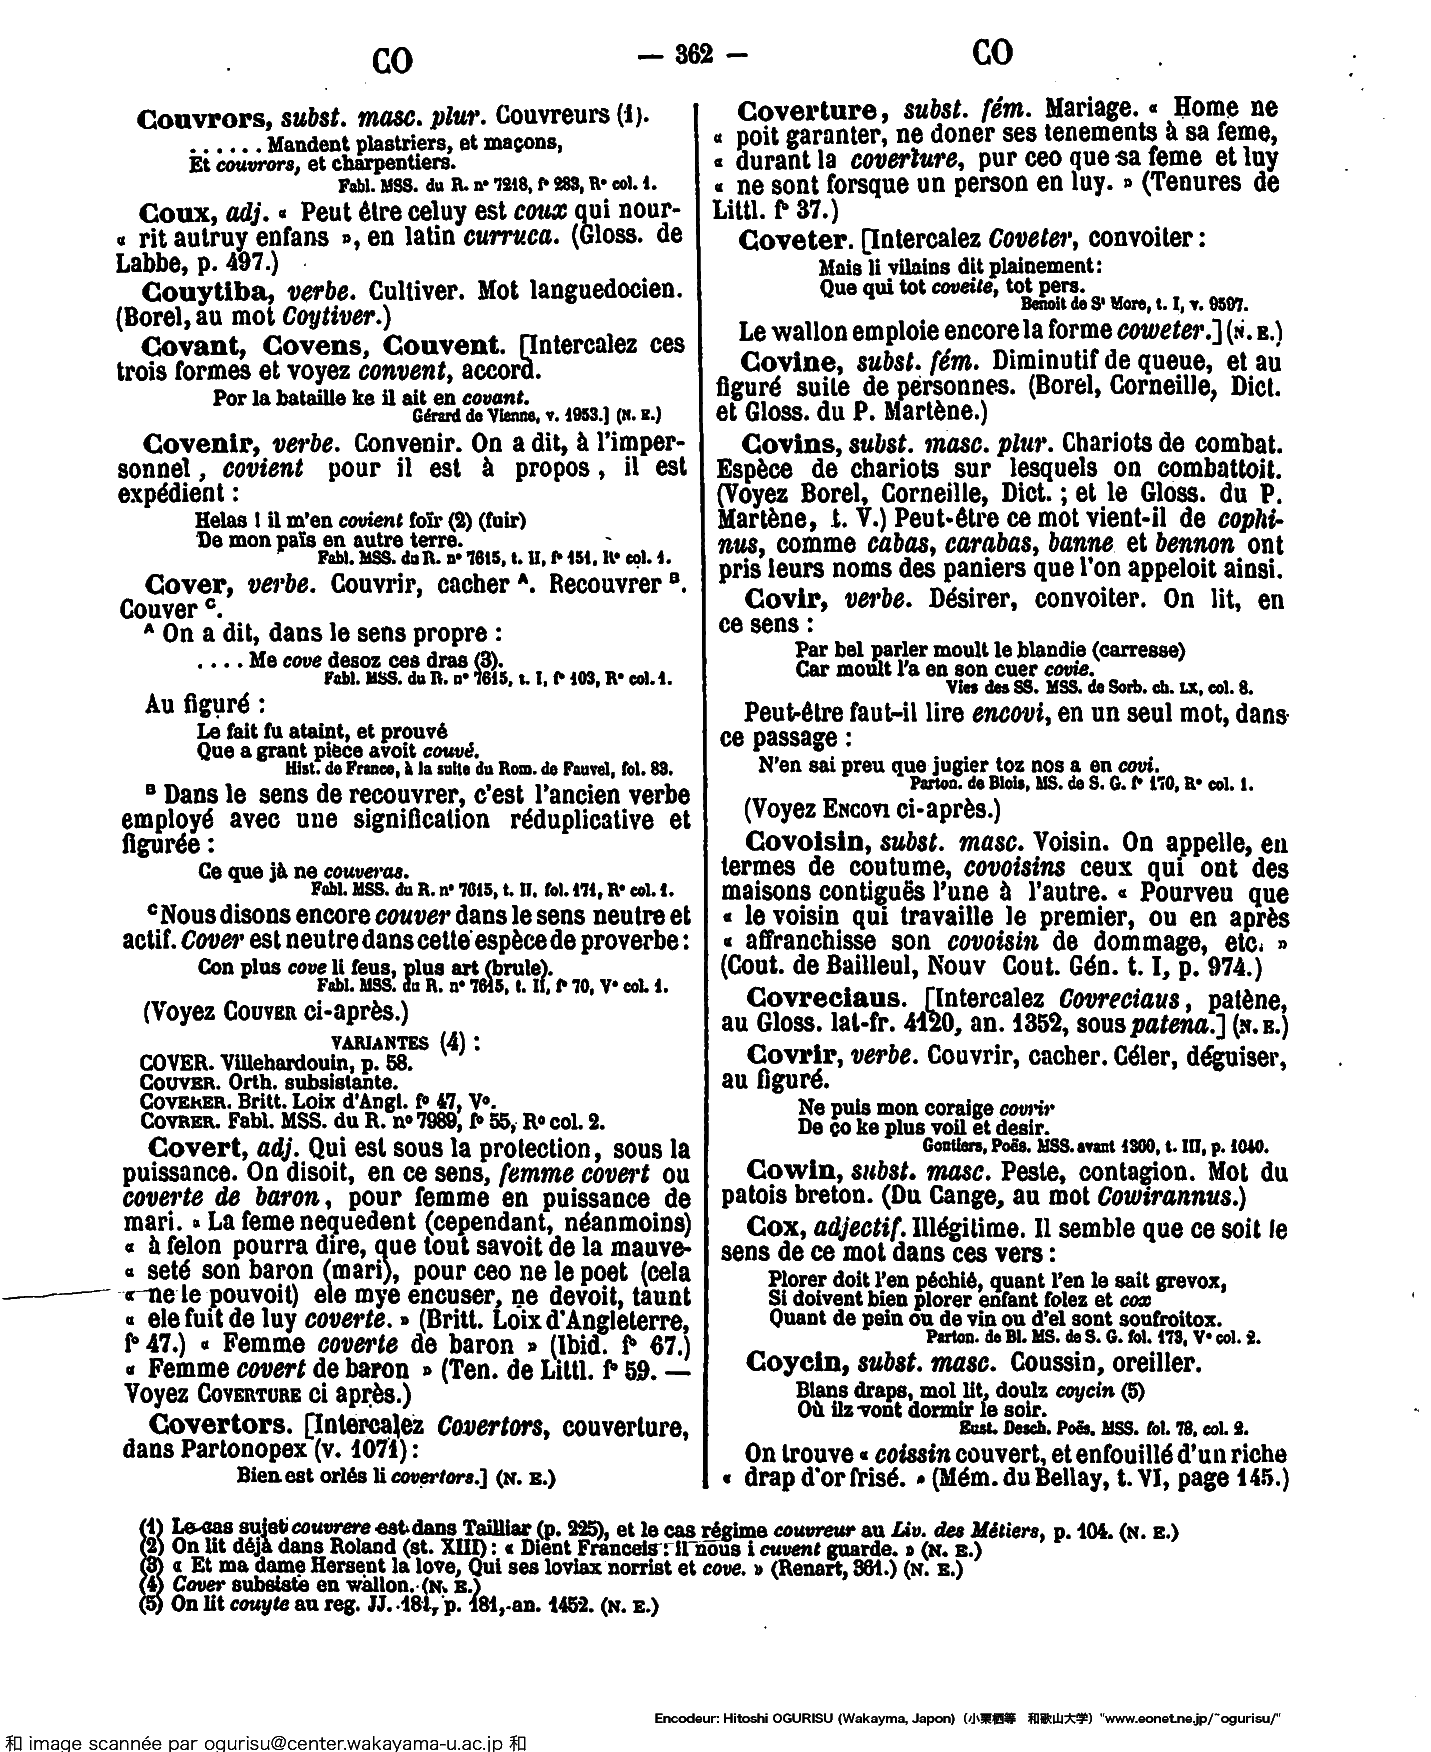 CO — 362 — CO
Couvrors, subst. masc. plur. Couvreurs (1).
. . . . . . Mandent plastriers, et maçons,
Et couvrors, et charpentiers.
Fabl. MSS. du R. n° 7218, f° 283, R° col. 1.
Coux, adj. « Peut être celuy est coux qui nour-
« rit autruy enfans », en latin curruca. (Gloss. de
Labbe, p. 497.)
Couytiba, verbe. Cultiver. Mot languedocien.
(Borel, au mot Coytiver.)
Covant, Covens, Couvent. [Intercalez ces
trois formes et voyez convent, accord.
Por la bataille ke il ait en covant.
Gérard de Vienne, v. 1953.] (N. E.)
Covenir, verbe. Convenir. On a dit, à l'imper-
sonnel, covient pour il est à propos, il est
expédient :
Helas ! il m'en covient foïr (2) (fuir)
De mon païs en autre terre.
Fabl. MSS. du R. n° 7615, t. II, f° 151, R° col. 1.
Cover, verbe. Couvrir, cacher A. Recouvrer B.
Couver C.
A On a dit, dans le sens propre :
. . . . Me cove desoz ces dras (3).
Fabl. MSS. du R. n° 7615, t. I, f° 103, R° col. 1.
Au figuré :
Le fait fu ataint, et prouvé
Que a grant pièce avoit couvé.
Hist. de France, à la suite du Rom. de Fauvel, fol. 83.
B Dans le sens de recouvrer, c'est l'ancien verbe
employé avec une signification réduplicative et
figurée :
Ce que jà ne couveras.
Fabl. MSS. du R. n° 7615, t. II, fol. 171, R° col. 1.
C Nous disons encore couver dans le sens neutre et
actif. Cover est neutre dans cette espèce de proverbe :
Con plus cove li feus, plus art (brule).
Fabl. MSS. du R. n° 7615, t. II, f° 70, V° col. 1.
(Voyez COUVER ci-après.)
VARIANTES (4) :
COVER. Villehardouin, p. 58.
COUVER. Orth. subsistante.
COVERER. Britt. Loix d'Angl. f° 47, V°.
COVRER. Fabl. MSS. du R. n° 7989, f° 55, R° col. 2.
Covert, adj. Qui est sous la protection, sous la
puissance. On disoit, en ce sens, femme covert ou
coverte de baron, pour femme en puissance de
mari. « La feme nequedent (cependant, néanmoins)
« à felon pourra dire, que tout savoit de la mauve-
« seté son baron (mari), pour ceo ne le poet (cela
« ne le pouvoit) ele mye encuser, ne devoit, taunt
« ele fuit de luy coverte. » (Britt. Loix d'Angleterre,
f° 47.) « Femme coverte de baron » (Ibid. f° 67.)
« Femme covert de baron » (Ten. de Littl. f° 59. —
Voyez COVERTURE ci après.)
Covertors. [Intercalez Covertors, couverture,
dans Partonopex (v. 1071) :
Bien est orlés li covertors.] (N. E.)
Coverture, subst. fém. Mariage. « Home ne
« poit garanter, ne doner ses tenements à sa feme,
« durant la coverture, pur ceo que sa feme et luy
« ne sont forsque un person en luy. » (Tenures de
Littl. f° 37.)
Coveter. [Intercalez Coveter, convoiter :
Mais li vilains dit plainement :
Que qui tot coveite, tot pers.
Benoit de St More, t. I, v. 9597.
Le wallon emploie encore la forme coweter.] (N. E.)
Covine, subst. fém. Diminutif de queue, et au
figuré suite de personnes. (Borel, Corneille, Dict.
et Gloss. du P. Martène.)
Covins, subst. masc. plur. Chariots de combat.
Espèce de chariots sur lesquels on combattoit.
(Voyez Borel, Corneille, Dict. ; et le Gloss. du P.
Martène, t. V.) Peut-être ce mot vient-il de cophi-
nus, comme cabas, carabas, banne et bennon ont
pris leurs noms des paniers que l'on appeloit ainsi.
Covir, verbe. Désirer, convoiter. On lit, en
ce sens :
Par bel parler moult le blandie (carresse)
Car moult l'a en son cuer covie.
Vies des SS. MSS. de Sorb. ch. LX, col. 8.
Peut-être faut-il lire encovi, en un seul mot, dans
ce passage :
N'en sai preu que jugier toz nos a en covi.
Parton. de Blois, MS. de S. G. f° 170, R° col. 1.
(Voyez ENCOVI ci-après.)
Covoisin, subst. masc. Voisin. On appelle, en
termes de coutume, covoisins ceux qui ont des
maisons contiguës l'une à l'autre. « Pourveu que
« le voisin qui travaille le premier, ou en après
« affranchisse son covoisin de dommage, etc. »
(Cout. de Bailleul, Nouv Cout. Gén. t. I, p. 974.)
Covreciaus. [Intercalez Covreciaus, patène,
au Gloss. lat-fr. 4120, an. 1352, sous patena.] (N. E.)
Covrir, verbe. Couvrir, cacher. Céler, déguiser,
au figuré.
Ne puis mon coraige covrir
De ço ke plus voil et desir.
Gontiers, Poës. MSS. avant 1300, t. III, p. 1040.
Cowin, subst. masc. Peste, contagion. Mot du
patois breton. (Du Cange, au mot Cowirannus.)
Cox, adjectif. Illégitime. Il semble que ce soit le
sens de ce mot dans ces vers :
Plorer doit l'en péchié, quant l'en le sait grevox,
Si doivent bien plorer enfant folez et cox
Quant de pein ou de vin ou d'el sont soufroitox.
Parton. de Bl. MS. de S. G. fol. 173, V° col. 2.
Coycin, subst. masc. Coussin, oreiller.
Blans draps, mol lit, doulz coycin (5)
Où ilz vont dormir le soir.
Eust. Desch. Poës. MSS. fol. 78, col. 2.
On trouve « coissin couvert, et enfouillé d'un riche
« drap d'or frisé. » (Mém. du Bellay, t. VI, page 145.)
(1) Le cas sujet couvrere est dans Tailliar (p. 225), et le cas régime couvreur au Liv. des Métiers, p. 104. (N. E.)
(2) On lit déjà dans Roland (st. XIII) : « Dient Franceis : il nous i cuvent guarde. » (N. E.)
(3) « Et ma dame Hersent la love, Qui ses loviax norrist et cove. » (Renart, 361.) (N. E.)
(4) Cover subsiste en wallon. (N. E.)
(5) On lit couyte au reg. JJ. 181, p. 181, an. 1452. (N. E.)
Encodeur: Hitoshi OGURISU (Wakayma, Japon) (小栗栖等 和歌山大学) "www.eonet.ne.jp/~ogurisu/"
和 image scannée par ogurisu@center.wakayama-u.ac.jp 和